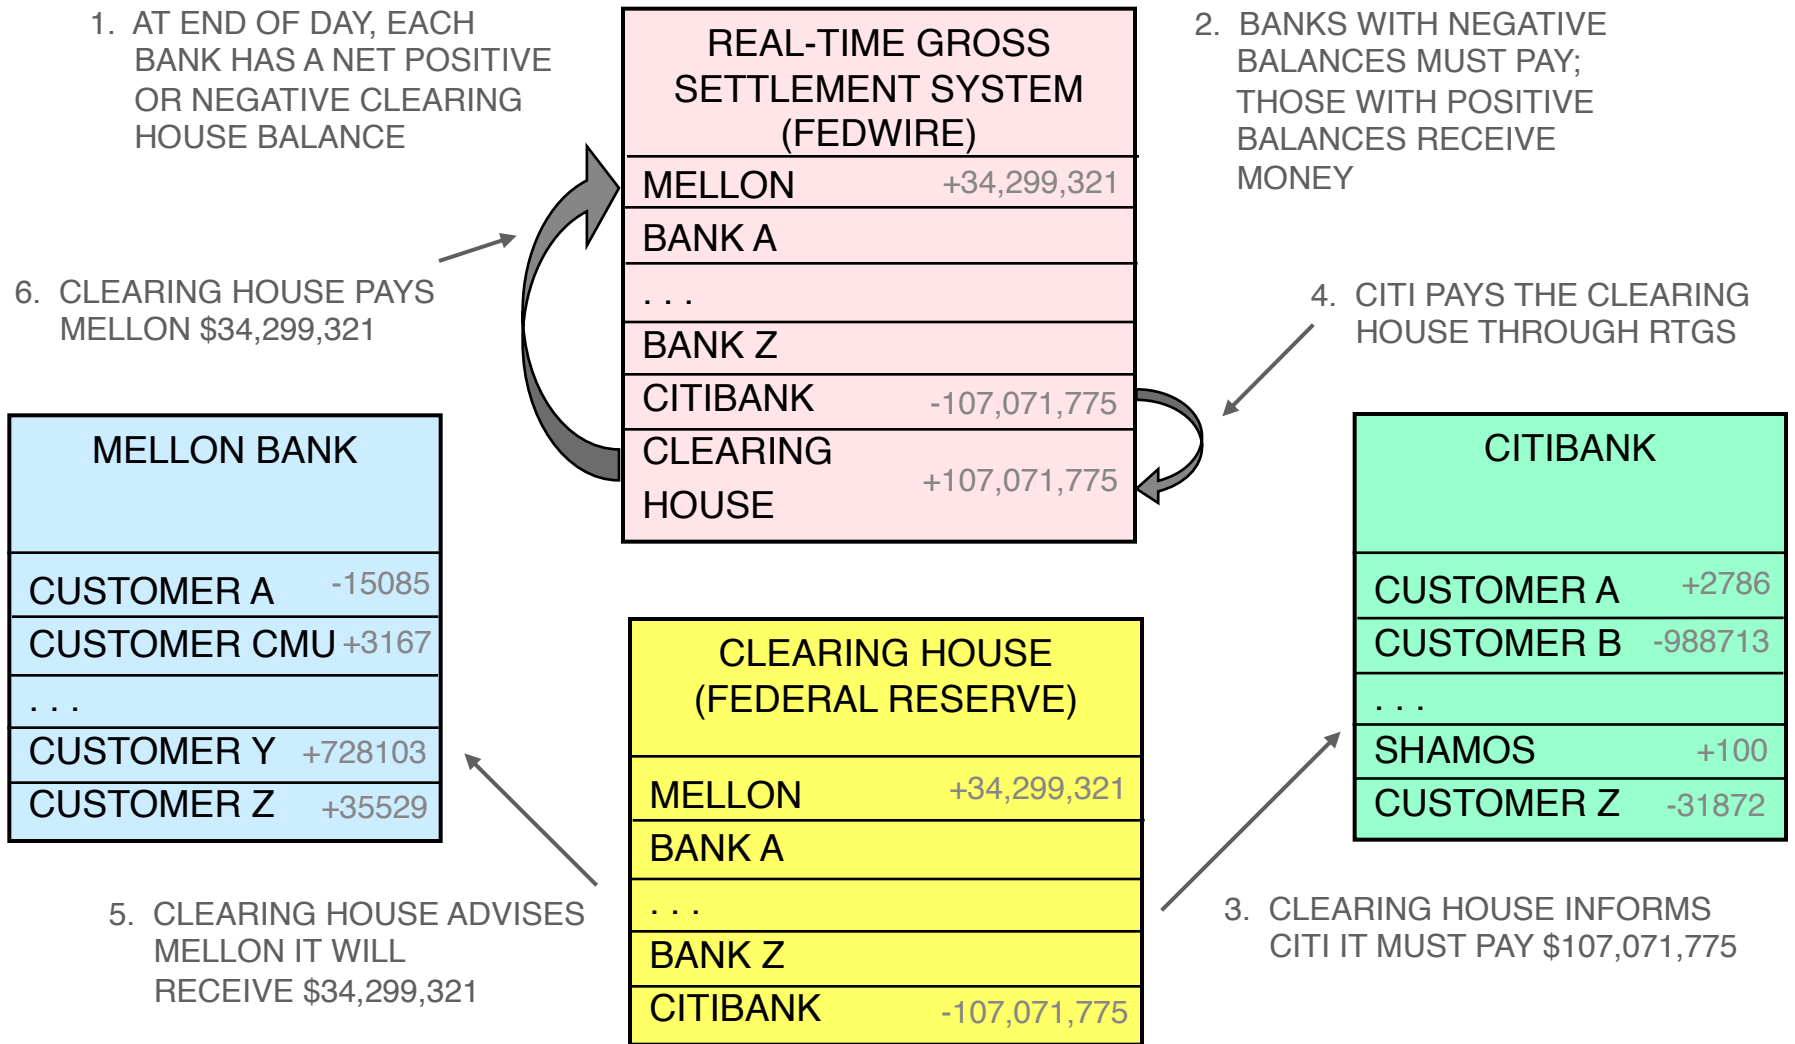 1. AT END OF DAY, EACH
BANK HAS A NET POSITIVE
OR NEGATIVE CLEARING
HOUSE BALANCE
REAL-TIME GROSS
SETTLEMENT SYSTEM
(FEDWIRE)
MELLON +34,299,321
BANK A
. . .
BANK Z
CITIBANK -107,071,775
CLEARING
HOUSE +107,071,775
2. BANKS WITH NEGATIVE
BALANCES MUST PAY;
THOSE WITH POSITIVE
BALANCES RECEIVE
MONEY
6. CLEARING HOUSE PAYS
MELLON $34,299,321
4. CITI PAYS THE CLEARING
HOUSE THROUGH RTGS
MELLON BANK
CUSTOMER A -15085
CUSTOMER CMU +3167
. . .
CUSTOMER Y +728103
CUSTOMER Z +35529
CLEARING HOUSE
(FEDERAL RESERVE)
MELLON +34,299,321
BANK A
. . .
BANK Z
CITIBANK -107,071,775
CITIBANK
CUSTOMER A +2786
CUSTOMER B -988713
. . .
SHAMOS +100
CUSTOMER Z -31872
5. CLEARING HOUSE ADVISES
MELLON IT WILL
RECEIVE $34,299,321
3. CLEARING HOUSE INFORMS
CITI IT MUST PAY $107,071,775